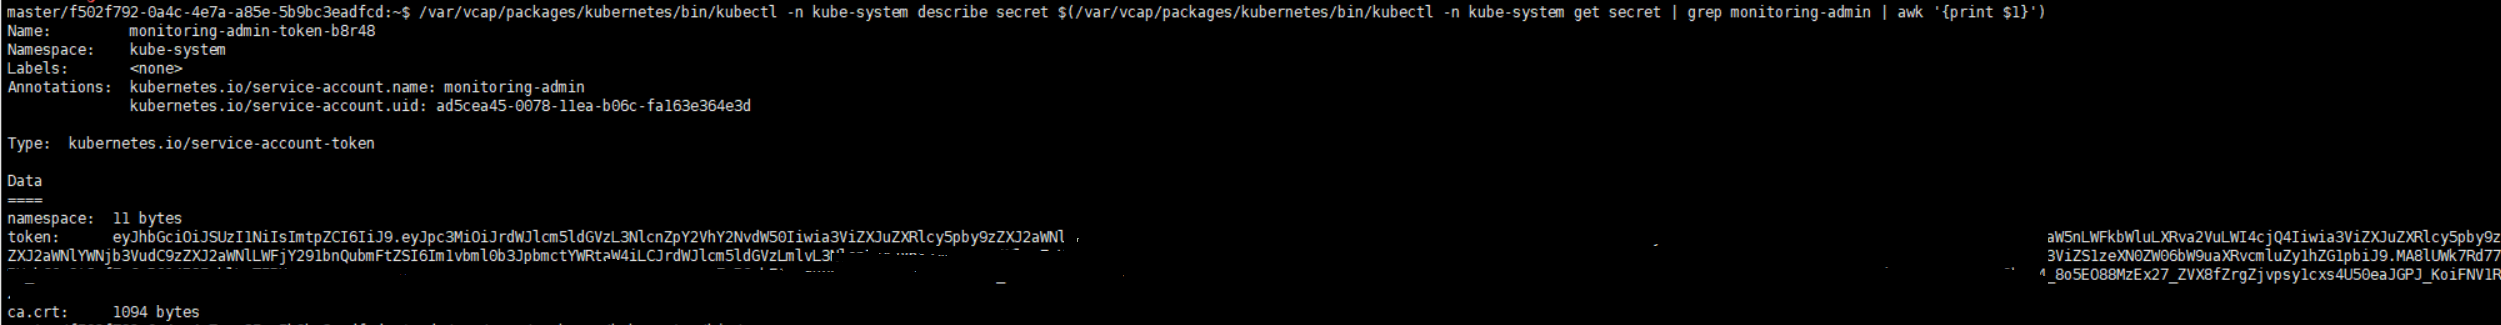 master/f502f792-0a4c-4e7a-a85e-5b9bc3eadfcd:~$ /var/vcap/packages/kubernetes/bin/kubectl -n kube-system describe secret $(/var/vcap/packages/kubernetes/bin/kubectl -n kube-system get secret | grep monitoring-admin | awk '{print $1}')
Name: monitoring-admin-token-b8r48
Namespace: kube-system
Labels: <none>
Annotations: kubernetes.io/service-account.name: monitoring-admin
kubernetes.io/service-account.uid: ad5cea45-0078-11ea-b06c-fa163e364e3d
Type: kubernetes.io/service-account-token
Data
====
namespace: 11 bytes
token: eyJhbGciOiJSUzI1NiIsImtpZCI6IiJ9.eyJpc3MiOiJrdWJlcm5ldGVzL3NlcnZpY2VhY2NvdW50Iiwia3ViZXJuZXRlcy5pby9zZXJ2aWNl aW5nLWFkbWluLXRva2VuLWI4cjQ4Iiwia3ViZXJuZXRlcy5pby9z
ZXJ2aWNlYWNjb3VudC9zZXJ2aWNlLWFjY291bnQubmFtZSI6Im1vbml0b3JpbmctYWRtaW4iLCJrdWJlcm5ldGVzLmlvL3 3ViZS1zeXN0ZW06bW9uaXRvcmluZy1hZG1pbiJ9.MA8lUWk7Rd77
_8o5EO88MzEx27_ZVX8fZrgZjvpsy1cxs4U50eaJGPJ_KoiFNV1R
ca.crt: 1094 bytes